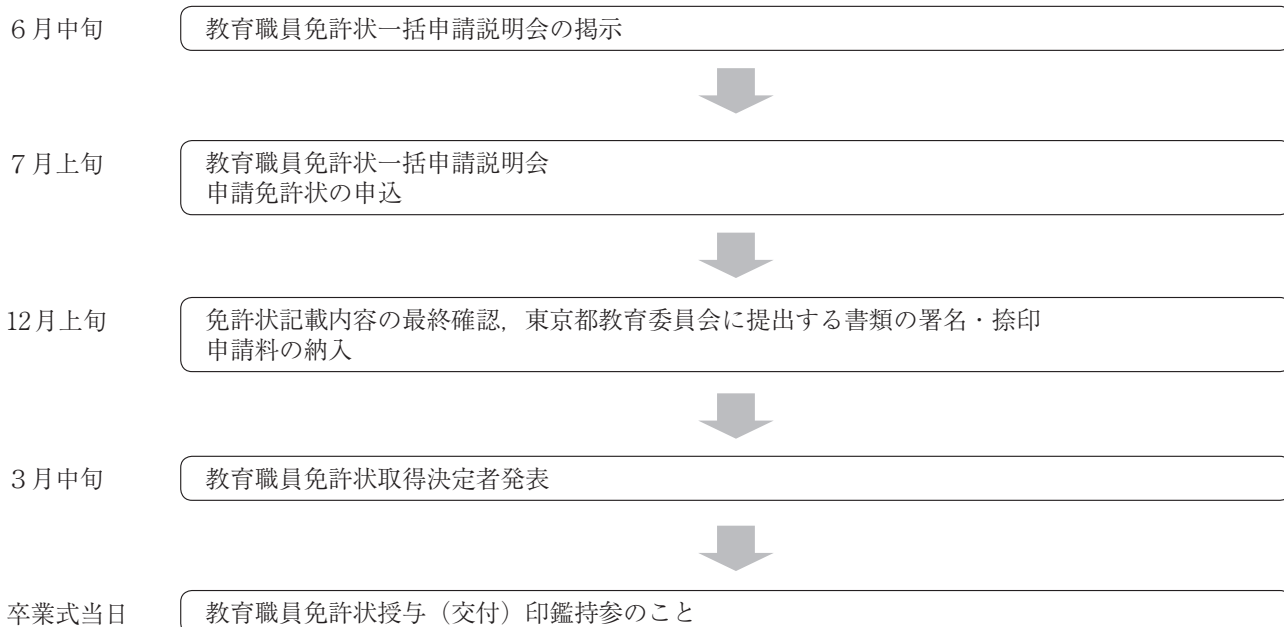 6月中旬
教育職員免許状一括申請説明会の掲示
7月上旬
教育職員免許状一括申請説明会
申請免許状の申込
12月上旬
免許状記載内容の最終確認，東京都教育委員会に提出する書類の署名・捺印
申請料の納入
3月中旬
教育職員免許状取得決定者発表
卒業式当日
教育職員免許状授与（交付）印鑑持参のこと